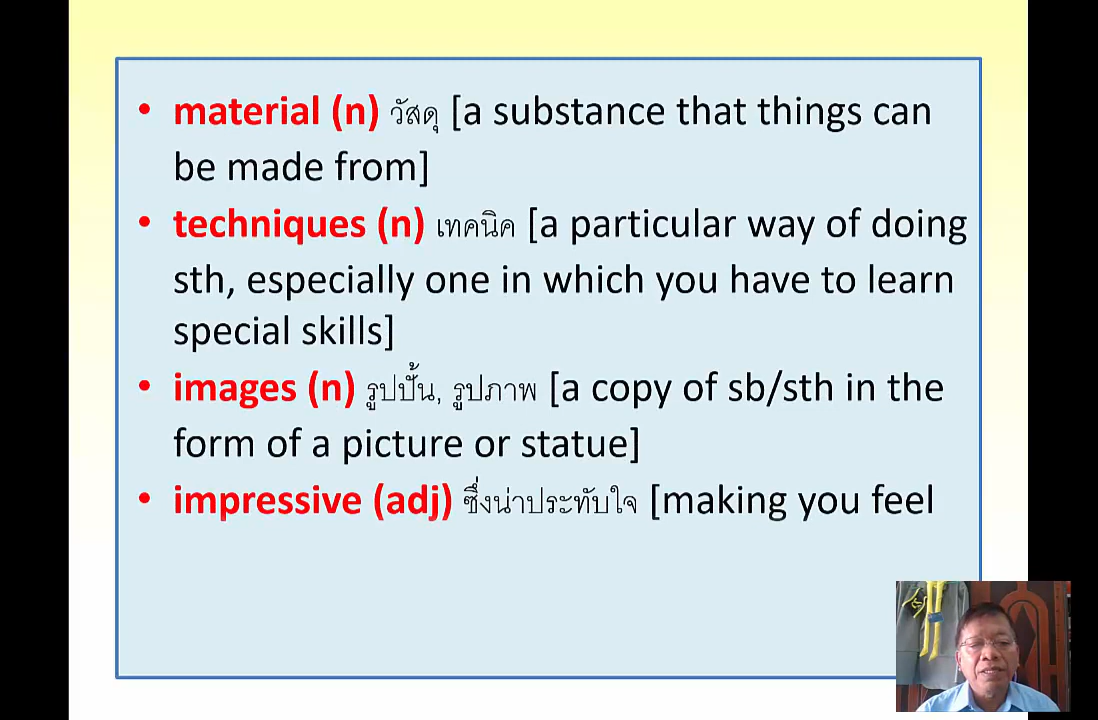 • material (n) วัสดุ [a substance that things can
be made from]
• techniques (n) เทคนิค [a particular way of doing
sth, especially one in which you have to learn
special skills]
• images (n) รูปปั้น, รูปภาพ [a copy of sb/sth in the
form of a picture or statue]
• impressive (adj) ซึ่งน่าประทับใจ [making you feel